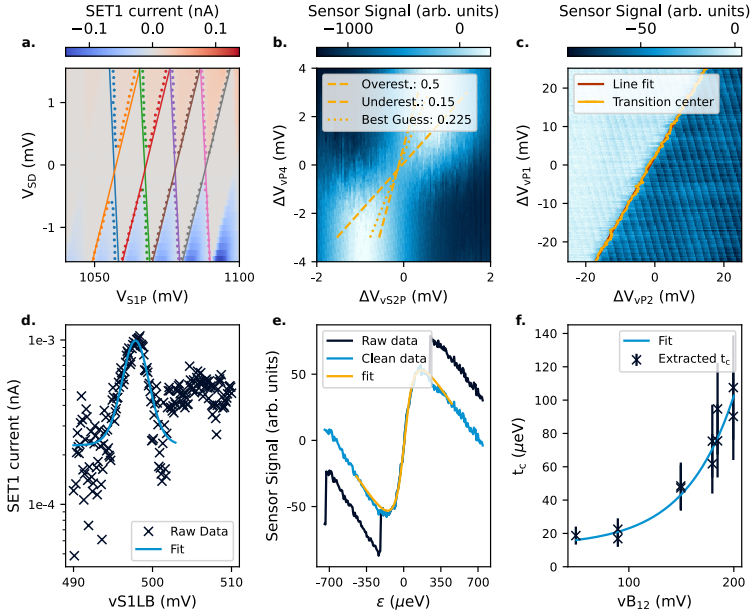 SET1 current (nA)
−0.1 0.0 0.1
Sensor Signal (arb. units)
−1000 0
Sensor Signal (arb. units)
−50 0
a.
V_SD (mV)
1
0
−1
1050 1100
V_S1P (mV)
b.
ΔV_vP4 (mV)
4
3
2
1
0
−1
−2
−3
−4
Overest.: 0.5
Underest.: 0.15
Best Guess: 0.225
−2 0 2
ΔV_vS2P (mV)
c.
ΔV_vP1 (mV)
20
10
0
−10
−20
Line fit
Transition center
−20 0 20
ΔV_vP2 (mV)
d.
SET1 current (nA)
1e-3
1e-4
Raw Data
Fit
490 500 510
vS1LB (mV)
e.
Sensor Signal (arb. units)
50
0
−50
Raw data
Clean data
fit
-700 -350 0 350 700
ε (μeV)
f.
t_c (μeV)
140
120
100
80
60
40
20
0
Fit
Extracted t_c
100 200
vB_12 (mV)